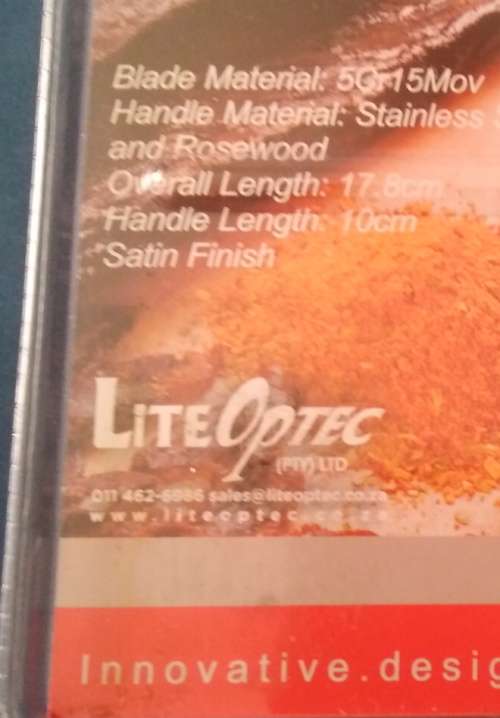 Blade Material: 5Cr15Mov
Handle Material: Stainless
and Rosewood
Overall Length: 17.8cm
Handle Length: 10cm
Satin Finish
LiTEOpTEC
(PTY) LTD
011 462-6986 sales@liteoptec.co.za
www.liteoptec.co.za
Innovative.desig